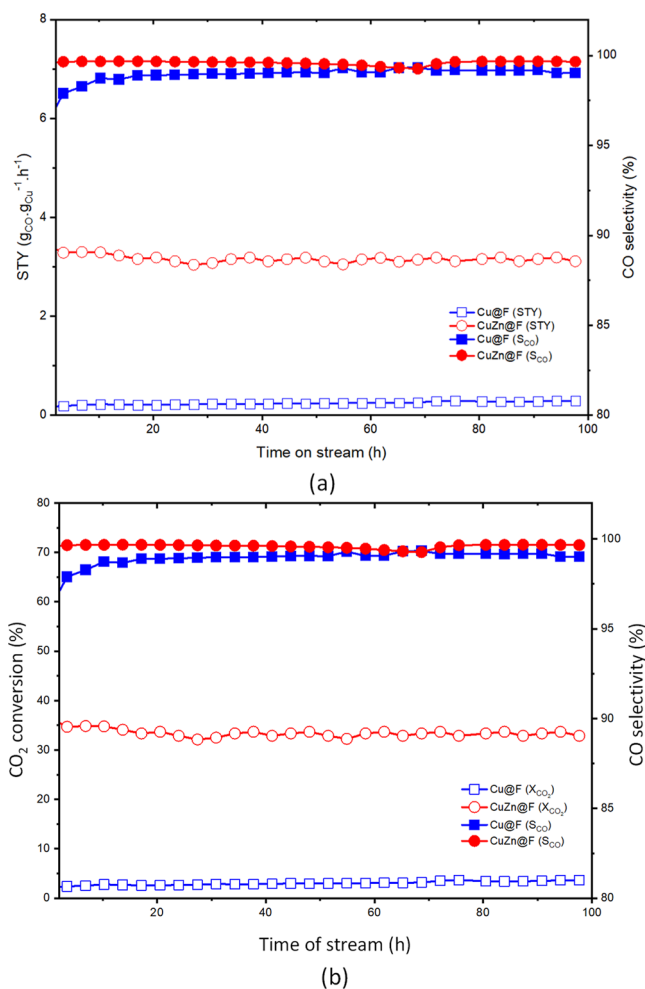 8
6
4
2
0
STY (gCO.gCu⁻¹.h⁻¹)
100
95
90
85
80
CO selectivity (%)
Cu@F (STY)
CuZn@F (STY)
Cu@F (SCO)
CuZn@F (SCO)
20 40 60 80 100
Time on stream (h)
(a)
80
70
60
50
40
30
20
10
0
CO₂ conversion (%)
100
95
90
85
80
CO selectivity (%)
Cu@F (XCO₂)
CuZn@F (XCO₂)
Cu@F (SCO)
CuZn@F (SCO)
20 40 60 80 100
Time of stream (h)
(b)